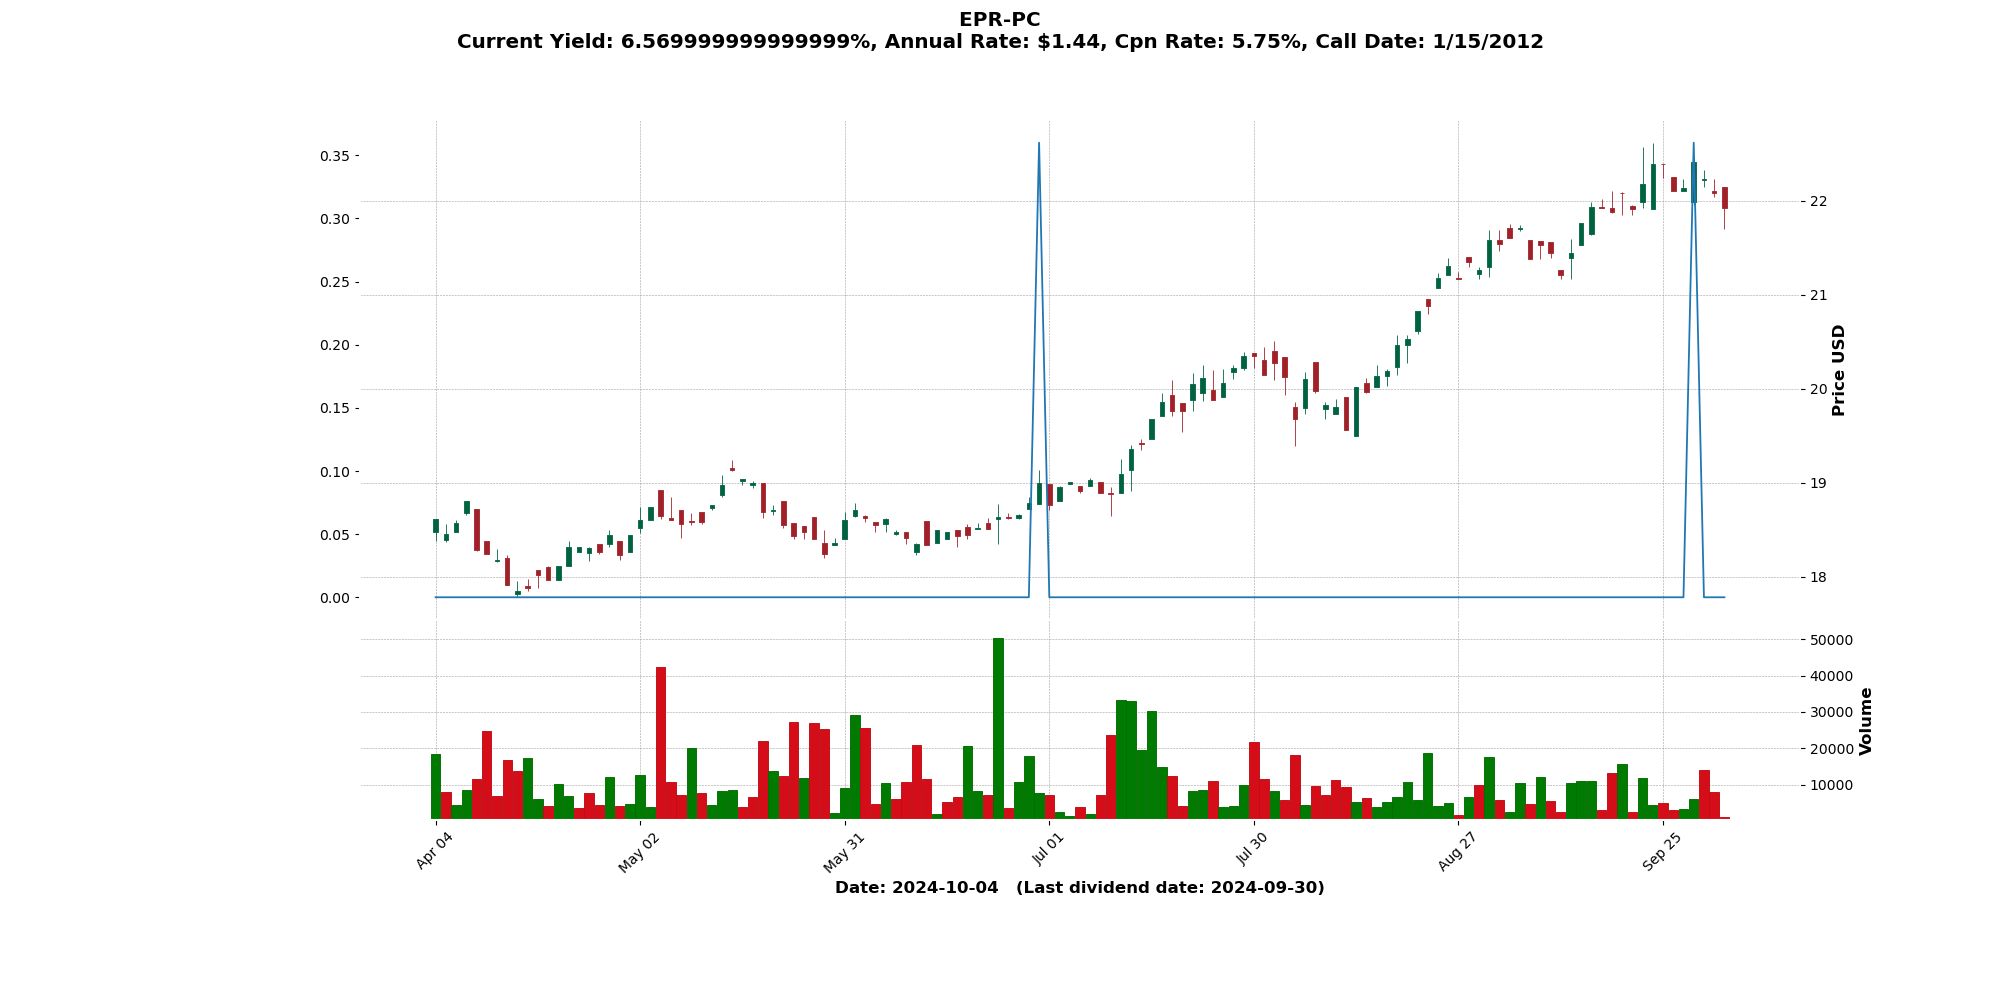 EPR-PC
Current Yield: 6.569999999999999%, Annual Rate: $1.44, Cpn Rate: 5.75%, Call Date: 1/15/2012
0.35
0.30
0.25
0.20
0.15
0.10
0.05
0.00
22
21
20
19
18
Price USD
50000
40000
30000
20000
10000
Volume
Apr 04
May 02
May 31
Jul 01
Jul 30
Aug 27
Sep 25
Date: 2024-10-04 (Last dividend date: 2024-09-30)